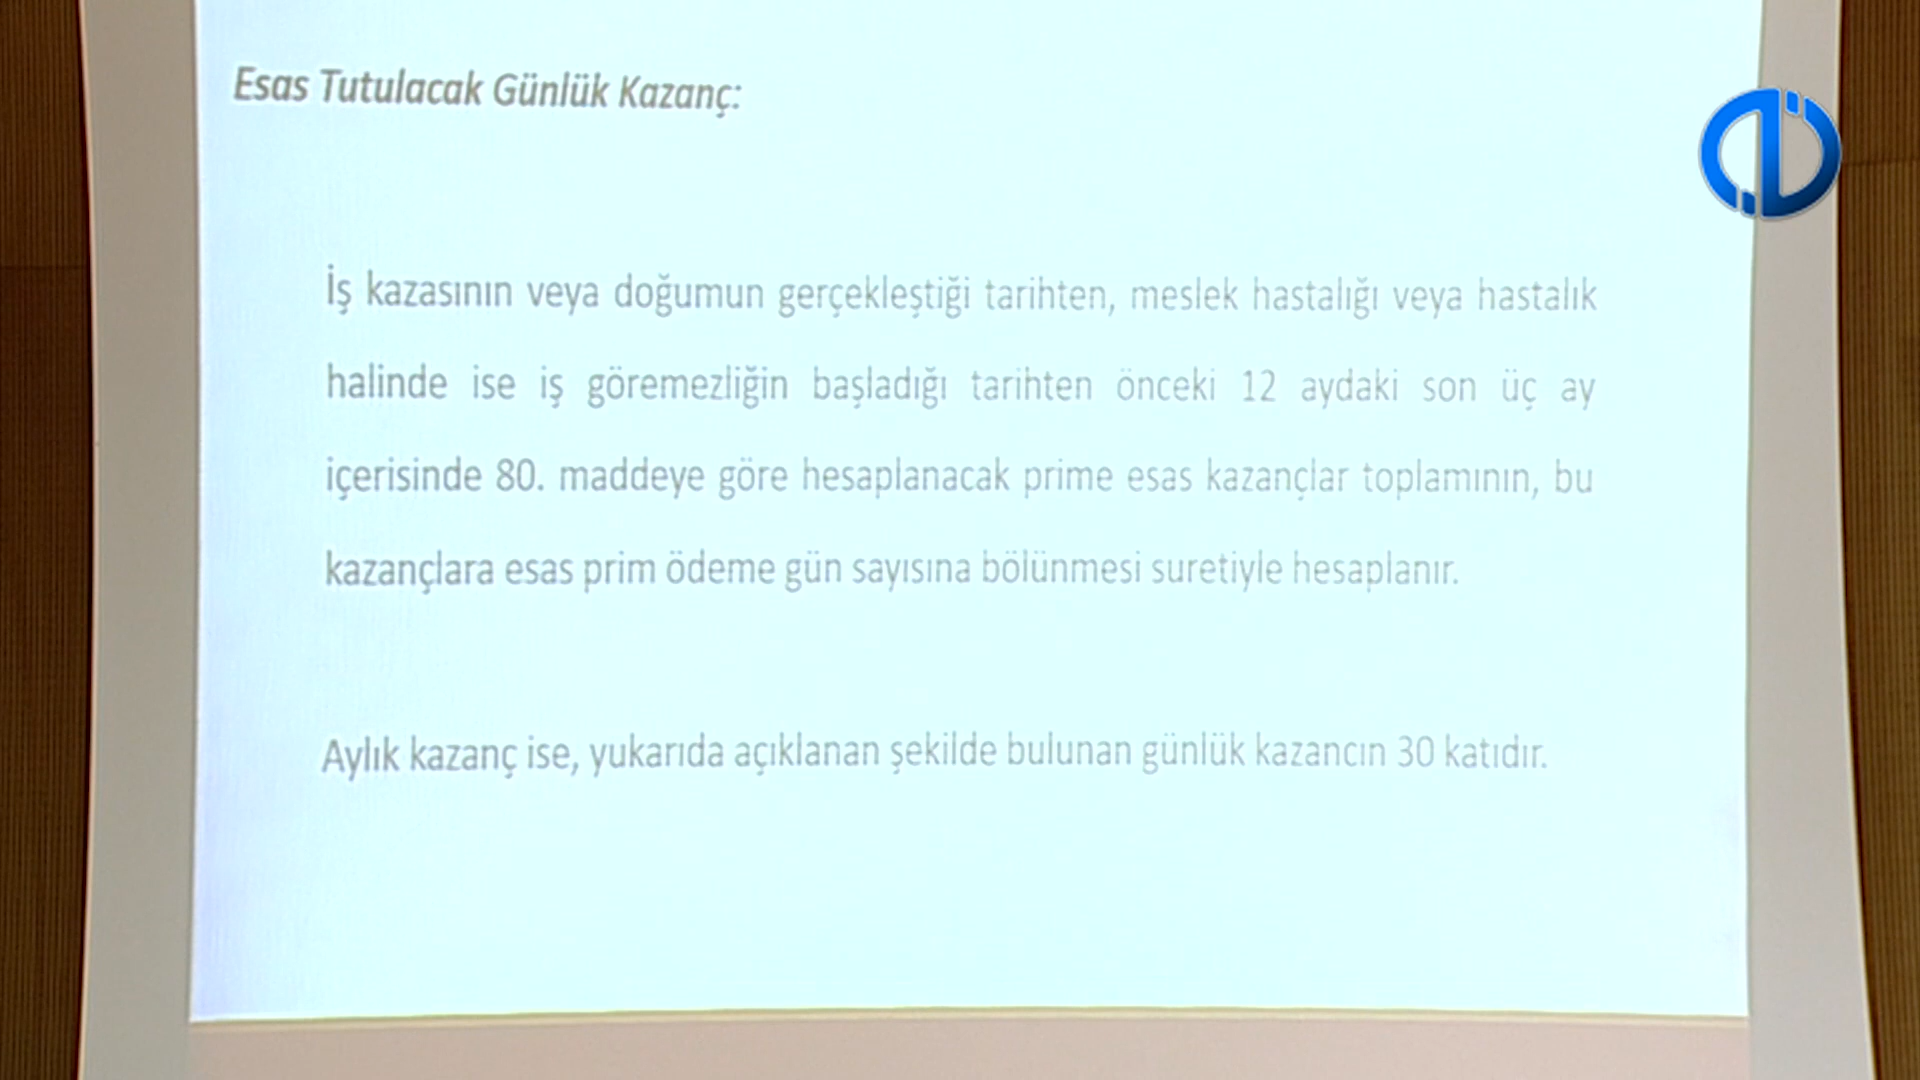 Esas Tutulacak Günlük Kazanç:
İş kazasının veya doğumun gerçekleştiği tarihten, meslek hastalığı veya hastalık
halinde ise iş göremezliğin başladığı tarihten önceki 12 aydaki son üç ay
içerisinde 80. maddeye göre hesaplanacak prime esas kazançlar toplamının, bu
kazançlara esas prim ödeme gün sayısına bölünmesi suretiyle hesaplanır.
Aylık kazanç ise, yukarıda açıklanan şekilde bulunan günlük kazancın 30 katıdır.